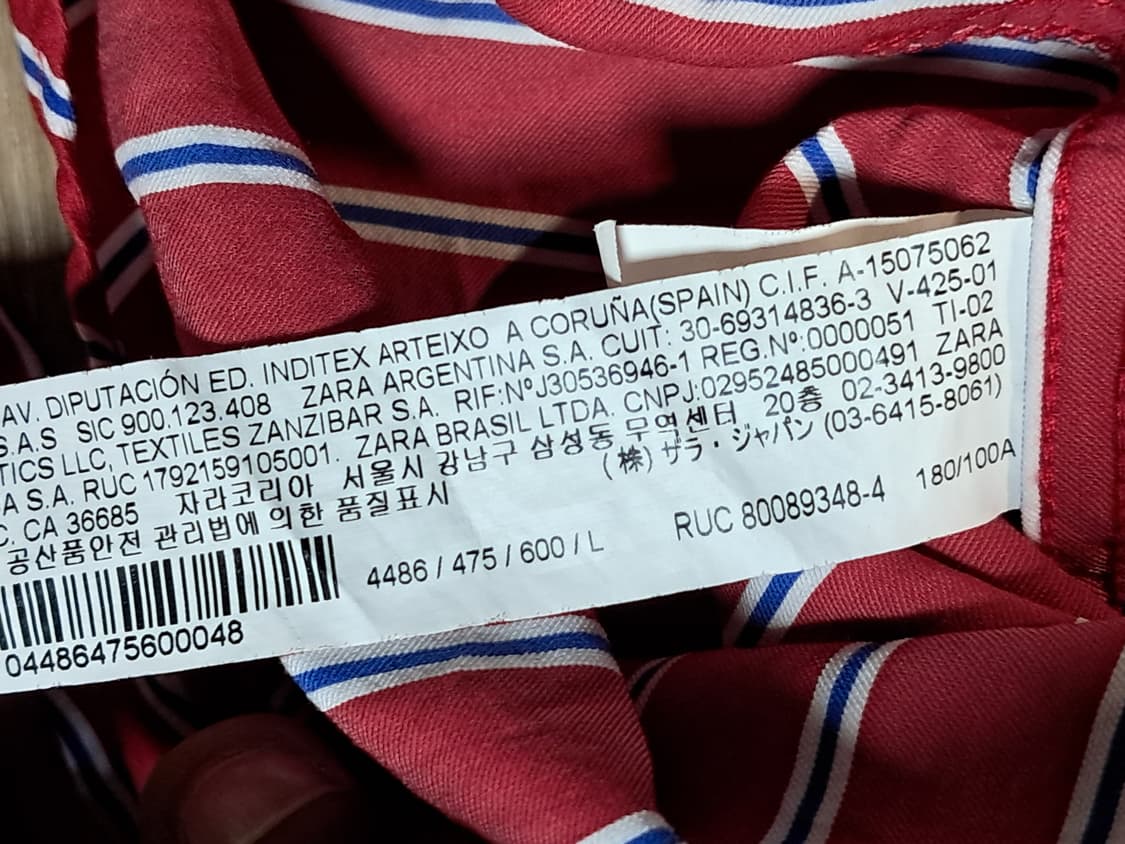 AV. DIPUTACIÓN ED. INDITEX ARTEIXO A CORUÑA(SPAIN) C.I.F. A-15075062
S.A.S SIC 900.123.408 ZARA ARGENTINA S.A. CUIT: 30-69314836-3 V-425-01
TICS LLC, TEXTILES ZANZIBAR S.A. RIF:NºJ30536946-1 REG.Nº:0000051 TI-02
A S.A. RUC 1792159105001. ZARA BRASIL LTDA. CNPJ:02952485000491 ZARA
C. CA 36685 자라코리아 서울시 강남구 삼성동 무역센터 20층 02-3413-9800
공산품안전 관리법에 의한 품질표시 (株) ザラ・ジャパン (03-6415-8061)
4486 / 475 / 600 / L RUC 80089348-4 180/100A
04486475600048